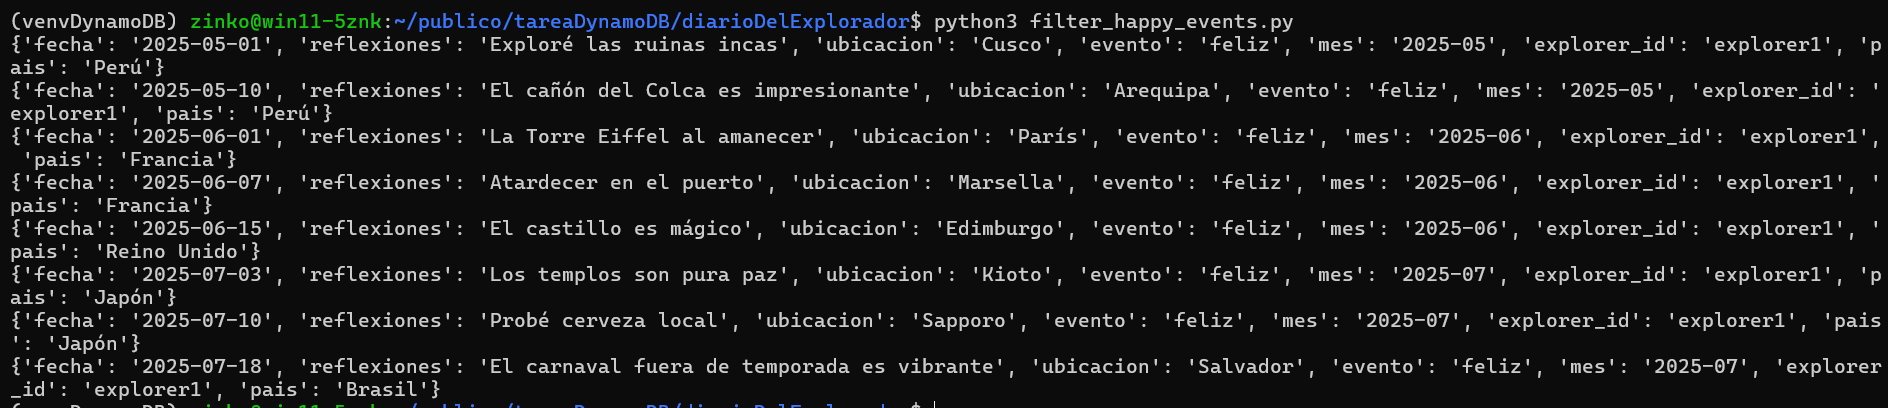 (venvDynamoDB) zinko@win11-5znk:~/publico/tareaDynamoDB/diarioDelExplorador$ python3 filter_happy_events.py
{'fecha': '2025-05-01', 'reflexiones': 'Exploré las ruinas incas', 'ubicacion': 'Cusco', 'evento': 'feliz', 'mes': '2025-05', 'explorer_id': 'explorer1', 'p
ais': 'Perú'}
{'fecha': '2025-05-10', 'reflexiones': 'El cañón del Colca es impresionante', 'ubicacion': 'Arequipa', 'evento': 'feliz', 'mes': '2025-05', 'explorer_id': '
explorer1', 'pais': 'Perú'}
{'fecha': '2025-06-01', 'reflexiones': 'La Torre Eiffel al amanecer', 'ubicacion': 'París', 'evento': 'feliz', 'mes': '2025-06', 'explorer_id': 'explorer1',
 'pais': 'Francia'}
{'fecha': '2025-06-07', 'reflexiones': 'Atardecer en el puerto', 'ubicacion': 'Marsella', 'evento': 'feliz', 'mes': '2025-06', 'explorer_id': 'explorer1', '
pais': 'Francia'}
{'fecha': '2025-06-15', 'reflexiones': 'El castillo es mágico', 'ubicacion': 'Edimburgo', 'evento': 'feliz', 'mes': '2025-06', 'explorer_id': 'explorer1', '
pais': 'Reino Unido'}
{'fecha': '2025-07-03', 'reflexiones': 'Los templos son pura paz', 'ubicacion': 'Kioto', 'evento': 'feliz', 'mes': '2025-07', 'explorer_id': 'explorer1', 'p
ais': 'Japón'}
{'fecha': '2025-07-10', 'reflexiones': 'Probé cerveza local', 'ubicacion': 'Sapporo', 'evento': 'feliz', 'mes': '2025-07', 'explorer_id': 'explorer1', 'pais
': 'Japón'}
{'fecha': '2025-07-18', 'reflexiones': 'El carnaval fuera de temporada es vibrante', 'ubicacion': 'Salvador', 'evento': 'feliz', 'mes': '2025-07', 'explorer
_id': 'explorer1', 'pais': 'Brasil'}